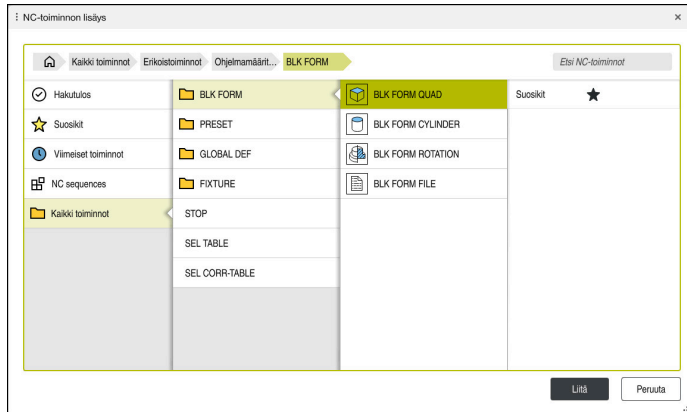 NC-toiminnon lisäys
Kaikki toiminnot Erikoistoiminnot Ohjelmamäärit... BLK FORM Etsi NC-toiminnot
Hakutulos BLK FORM BLK FORM QUAD Suosikit
Suosikit PRESET BLK FORM CYLINDER
Viimeiset toiminnot GLOBAL DEF BLK FORM ROTATION
NC sequences FIXTURE BLK FORM FILE
Kaikki toiminnot STOP
SEL TABLE
SEL CORR-TABLE
Liitä Peruuta